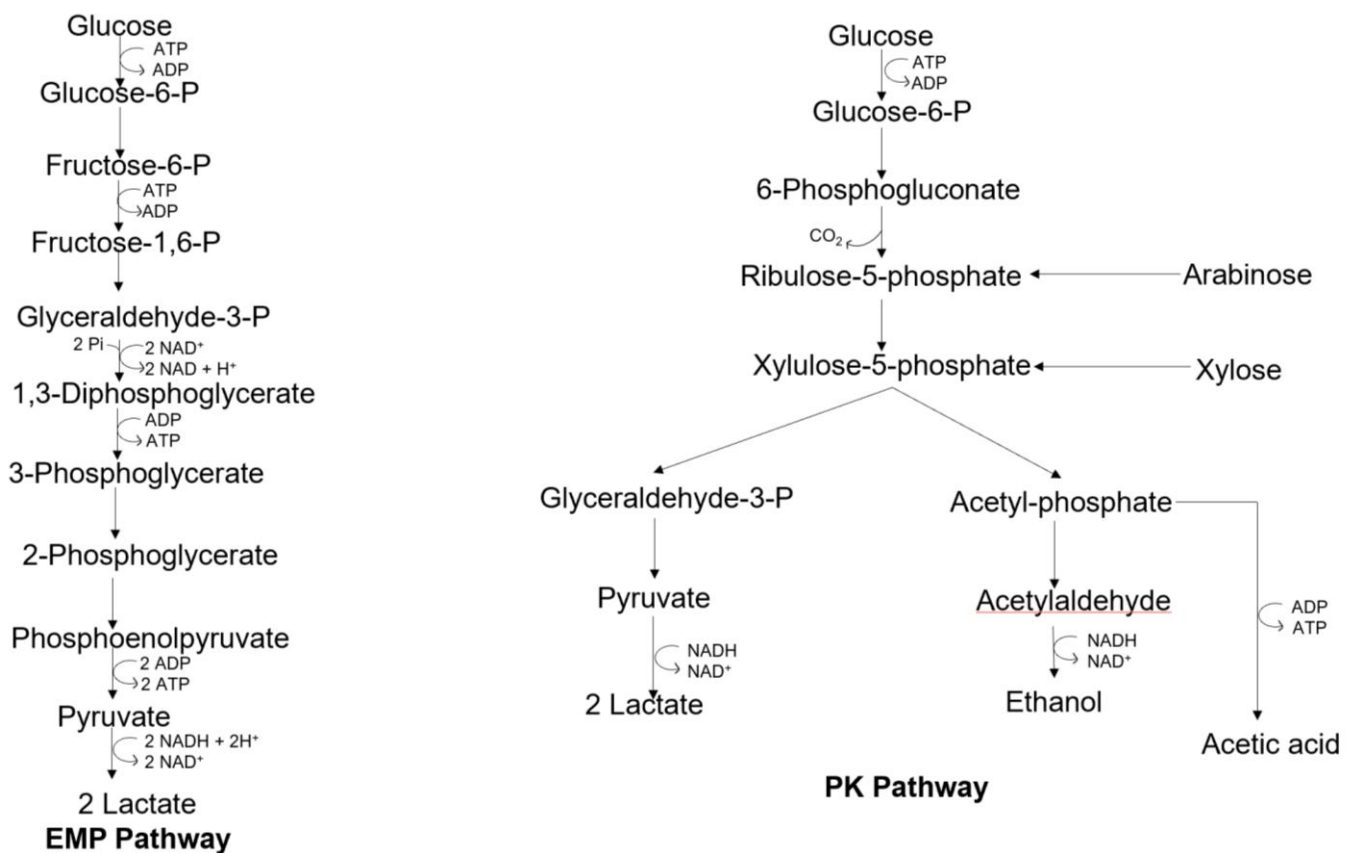 Glucose
ATP
ADP
Glucose-6-P
Fructose-6-P
ATP
ADP
Fructose-1,6-P
Glyceraldehyde-3-P
2 Pi
2 NAD⁺
2 NAD + H⁺
1,3-Diphosphoglycerate
ADP
ATP
3-Phosphoglycerate
2-Phosphoglycerate
Phosphoenolpyruvate
2 ADP
2 ATP
Pyruvate
2 NADH + 2H⁺
2 NAD⁺
2 Lactate
EMP Pathway
Glucose
ATP
ADP
Glucose-6-P
6-Phosphogluconate
CO₂
Ribulose-5-phosphate
Arabinose
Xylulose-5-phosphate
Xylose
Glyceraldehyde-3-P
Pyruvate
NADH
NAD⁺
2 Lactate
Acetyl-phosphate
Acetylaldehyde
NADH
NAD⁺
Ethanol
ADP
ATP
Acetic acid
PK Pathway